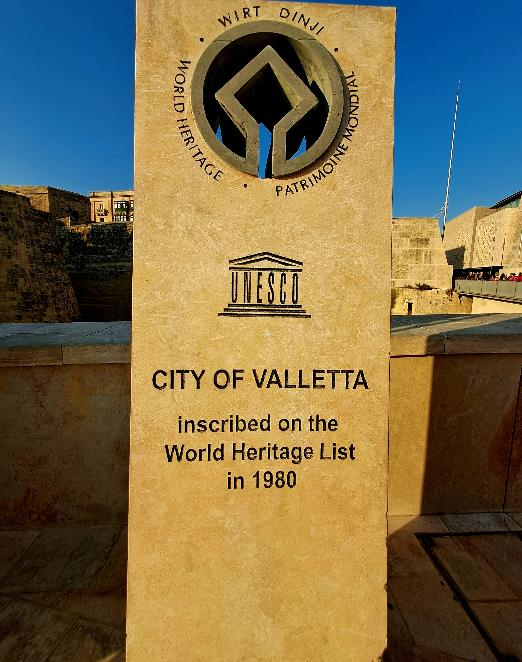 WIRT DINJI
WORLD HERITAGE
PATRIMOINE MONDIAL
UNESCO
CITY OF VALLETTA
inscribed on the
World Heritage List
in 1980